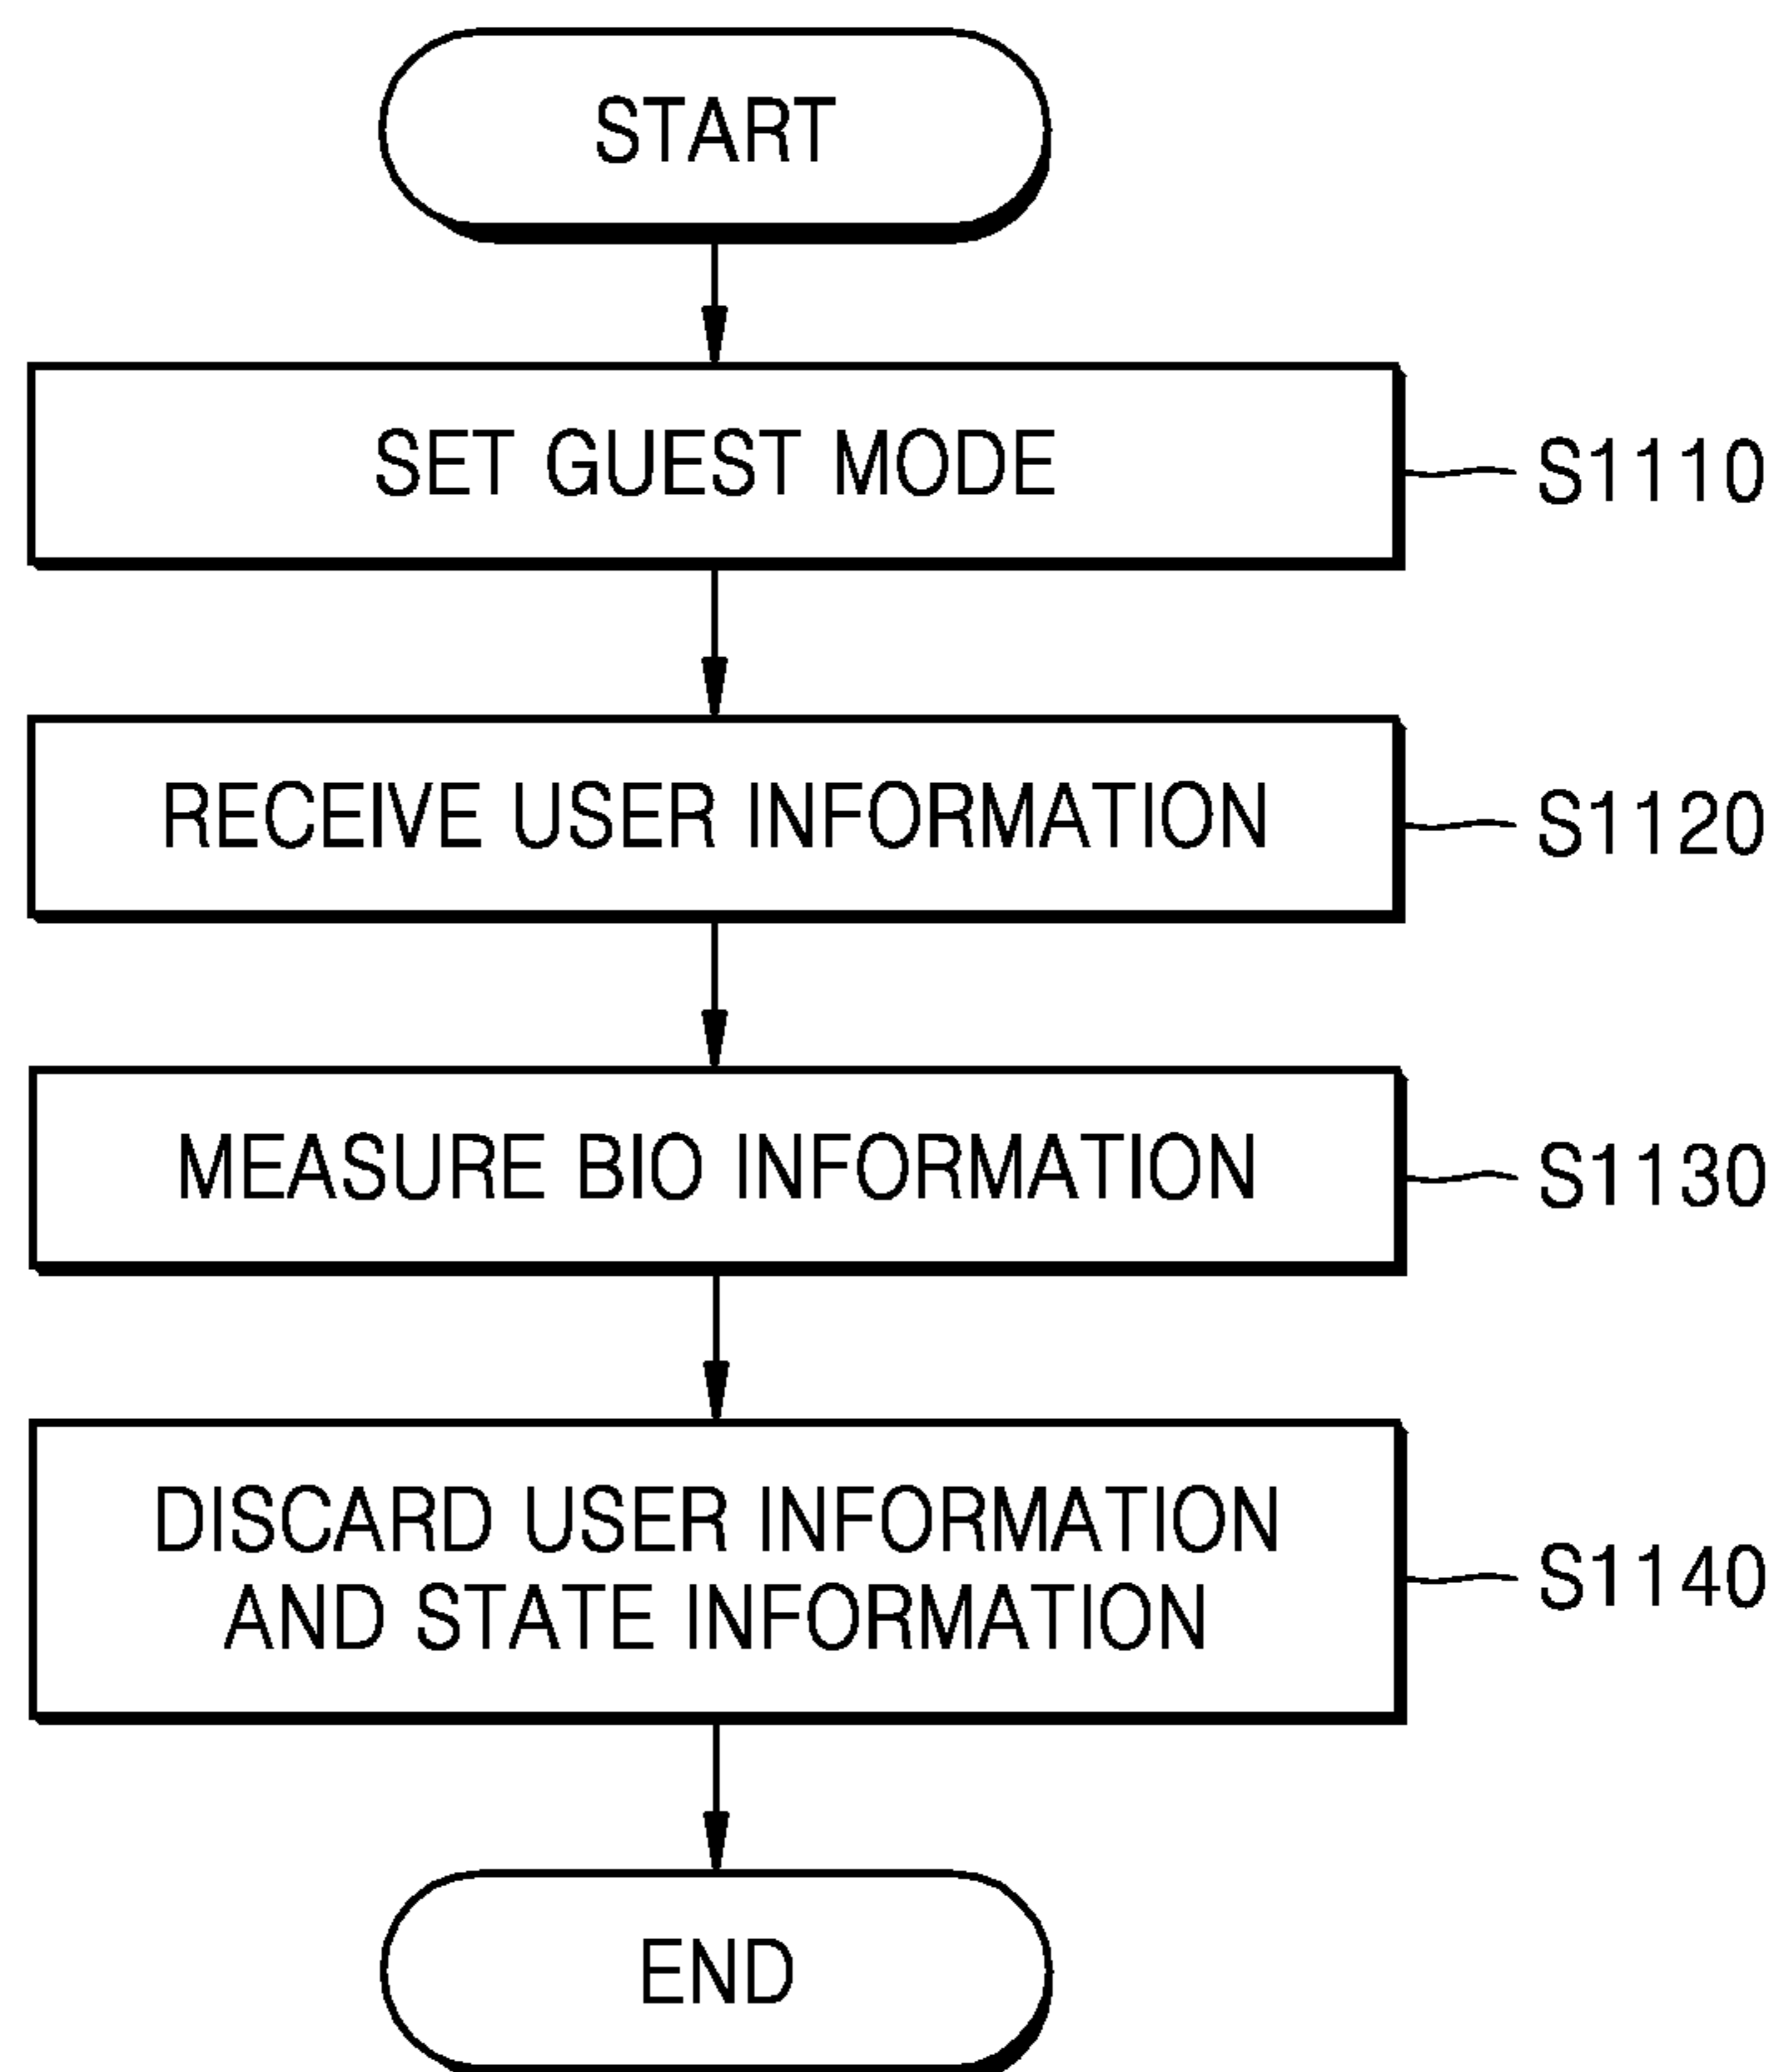 START
SET GUEST MODE
S1110
RECEIVE USER INFORMATION
S1120
MEASURE BIO INFORMATION
S1130
DISCARD USER INFORMATION
AND STATE INFORMATION
S1140
END